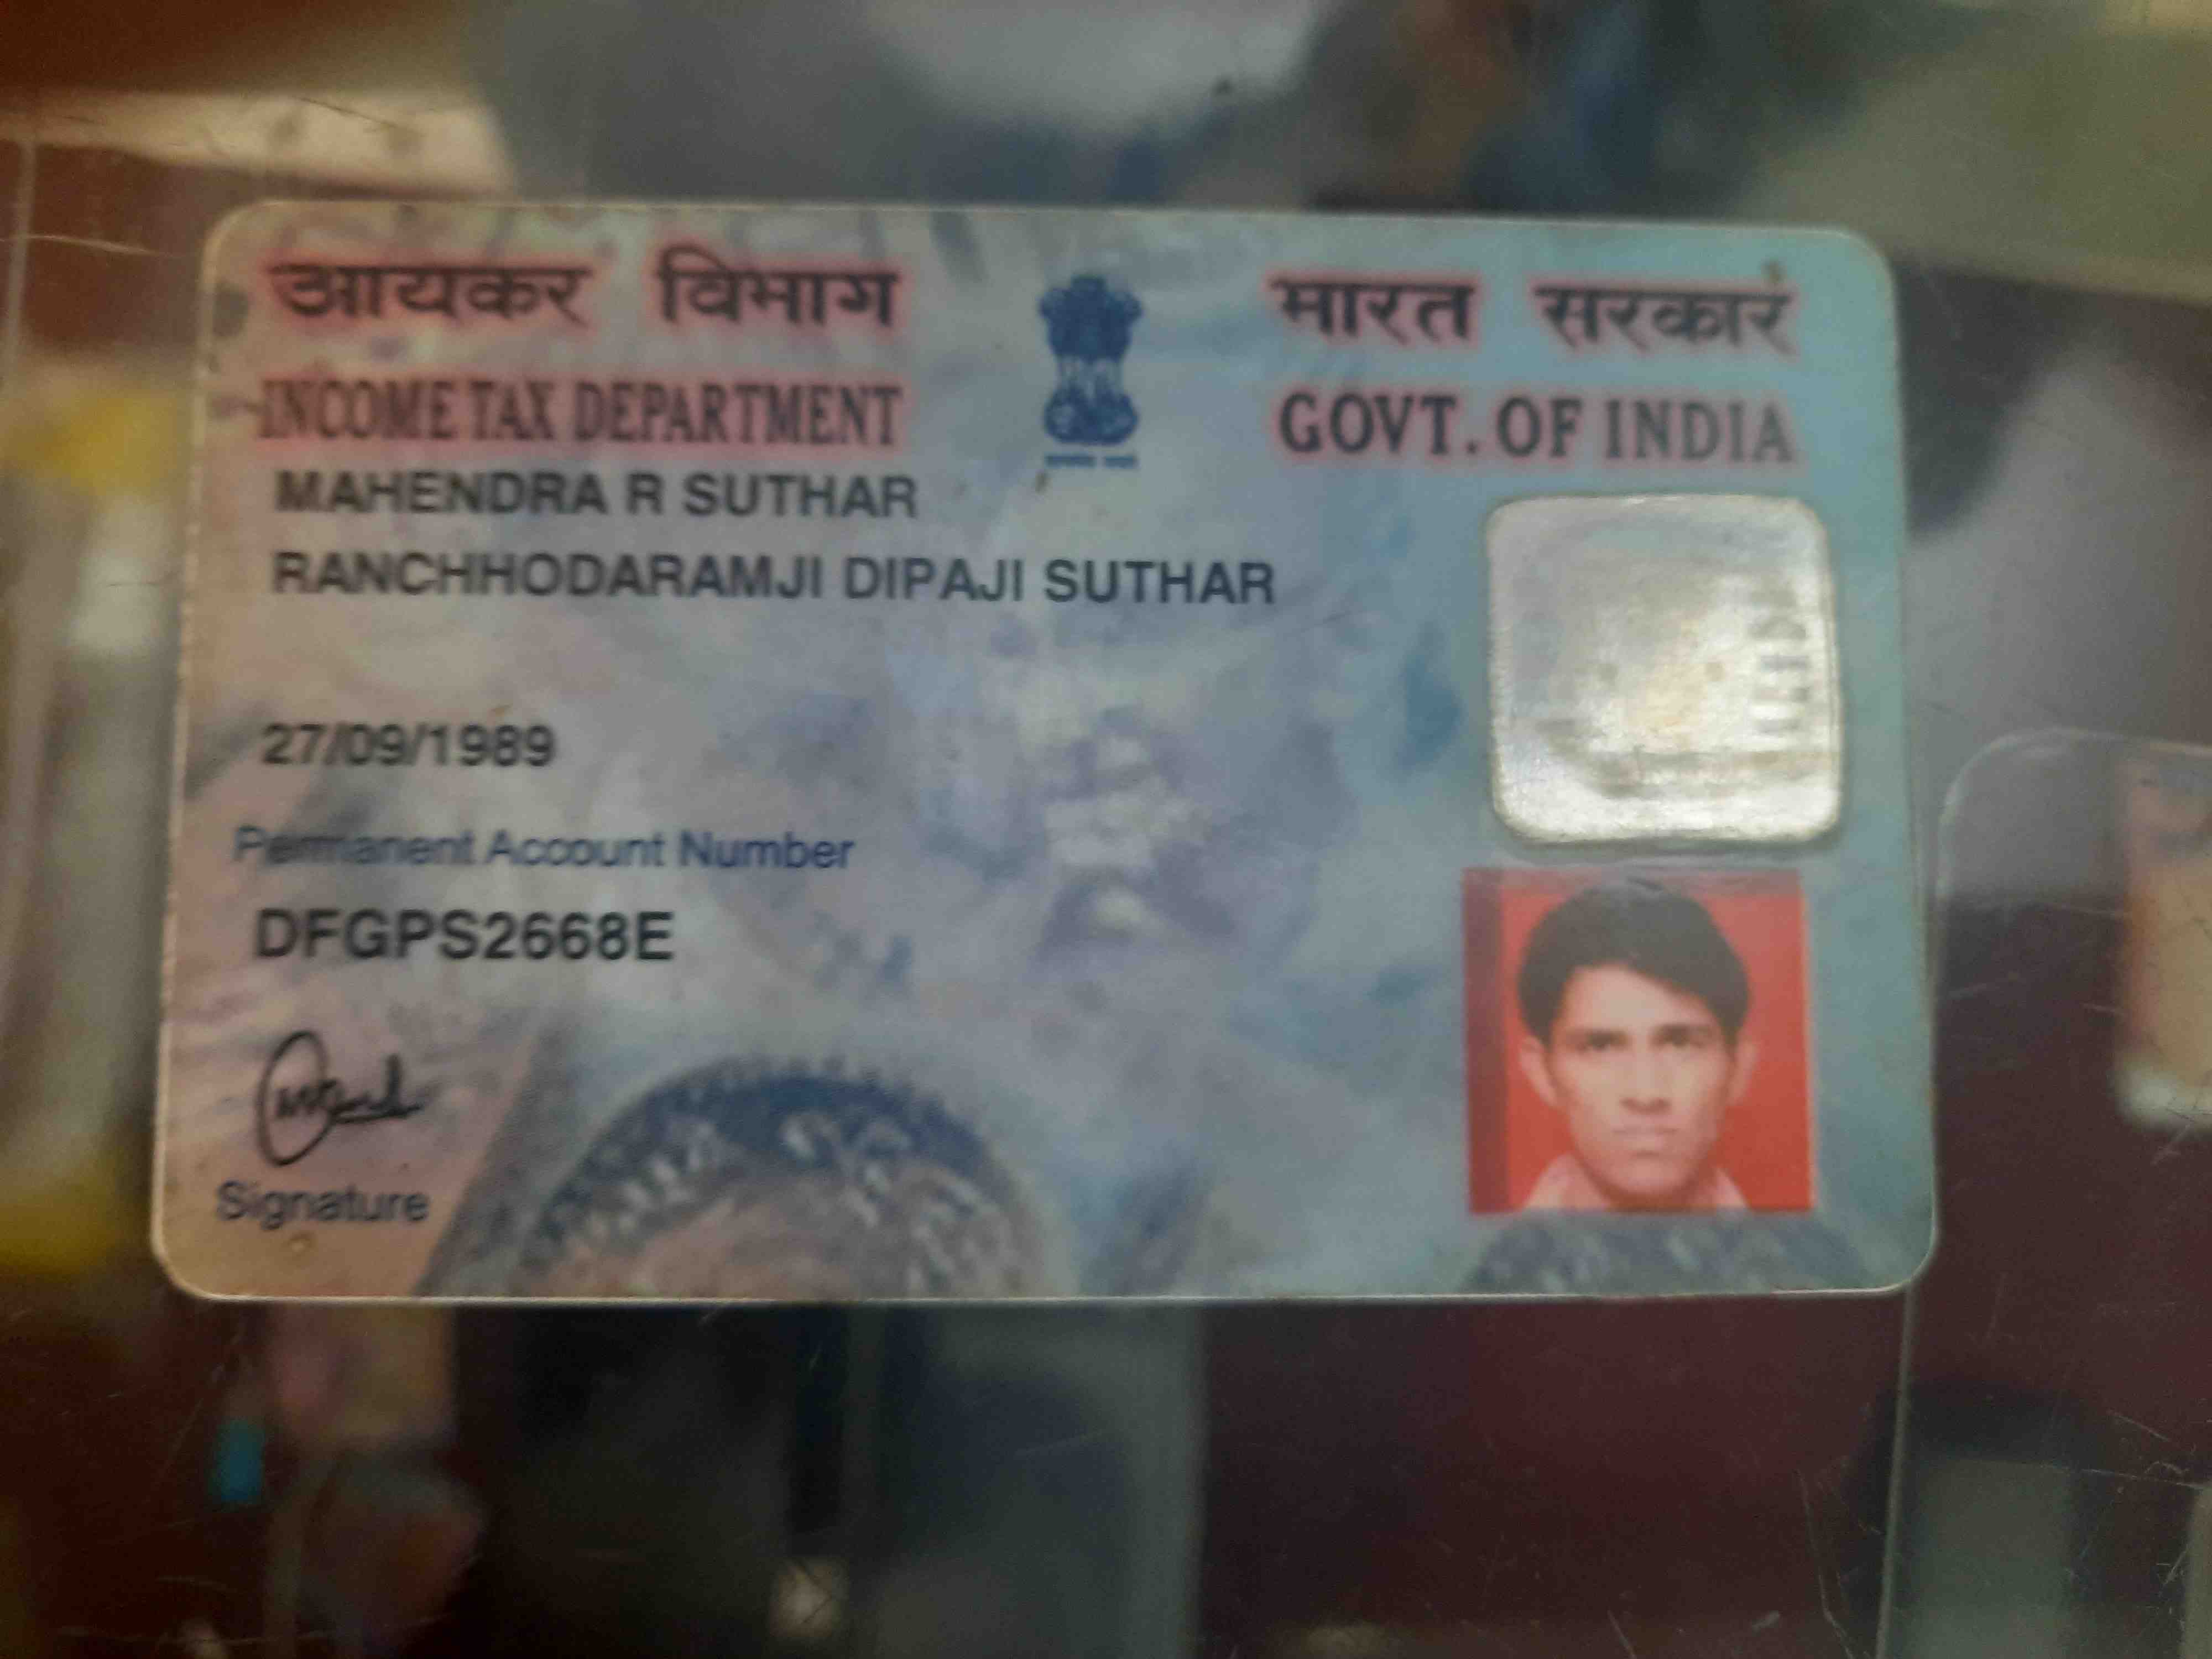 आयकर विभाग
भारत सरकार
INCOME TAX DEPARTMENT
GOVT. OF INDIA
MAHENDRA R SUTHAR
RANCHHODARAMJI DIPAJI SUTHAR
27/09/1989
Permanent Account Number
DFGPS2668E
Signature